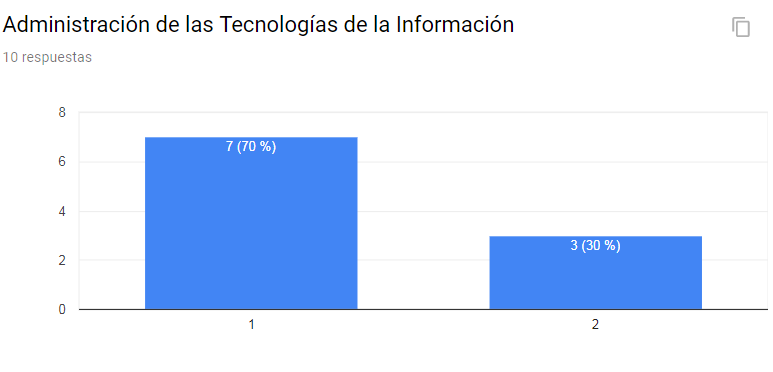 Administración de las Tecnologías de la Información
10 respuestas
8
6
4
2
0
7 (70 %)
3 (30 %)
1
2